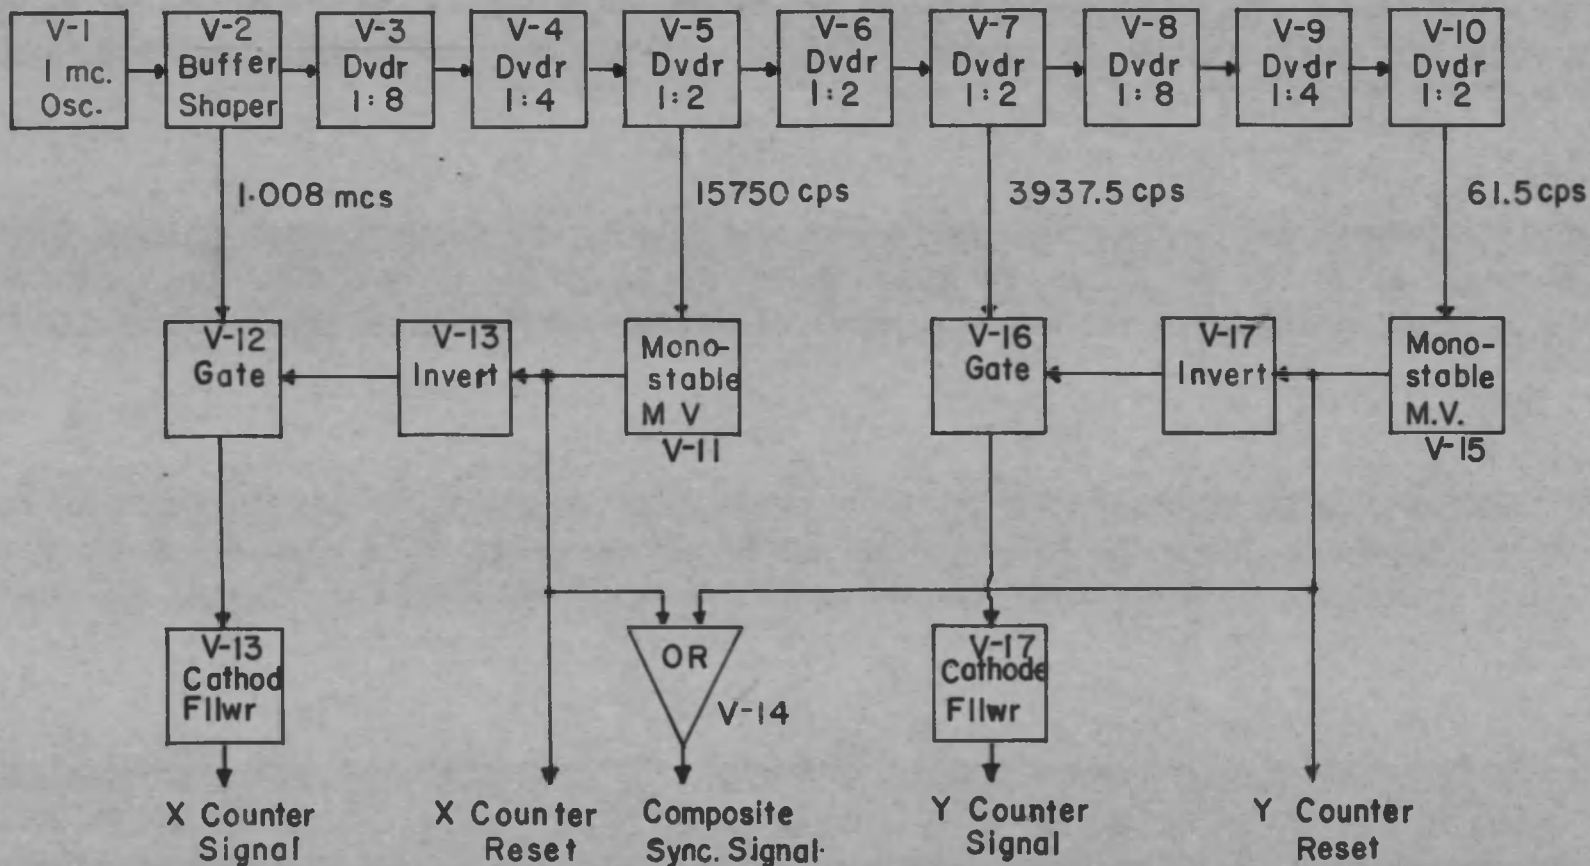 V-1
1 mc.
Osc.
V-2
Buffer
Shaper
V-3
Dvdr
1:8
V-4
Dvdr
1:4
V-5
Dvdr
1:2
V-6
Dvdr
1:2
V-7
Dvdr
1:2
V-8
Dvdr
1:8
V-9
Dvdr
1:4
V-10
Dvdr
1:2
1.008 mcs
15750 cps
3937.5 cps
61.5 cps
V-12
Gate
V-13
Invert
Mono-
stable
M V
V-11
V-16
Gate
V-17
Invert
Mono-
stable
M.V.
V-15
V-13
Cathod
Fllwr
OR
V-14
V-17
Cathode
Fllwr
X Counter
Signal
X Counter
Reset
Composite
Sync. Signal.
Y Counter
Signal
Y Counter
Reset